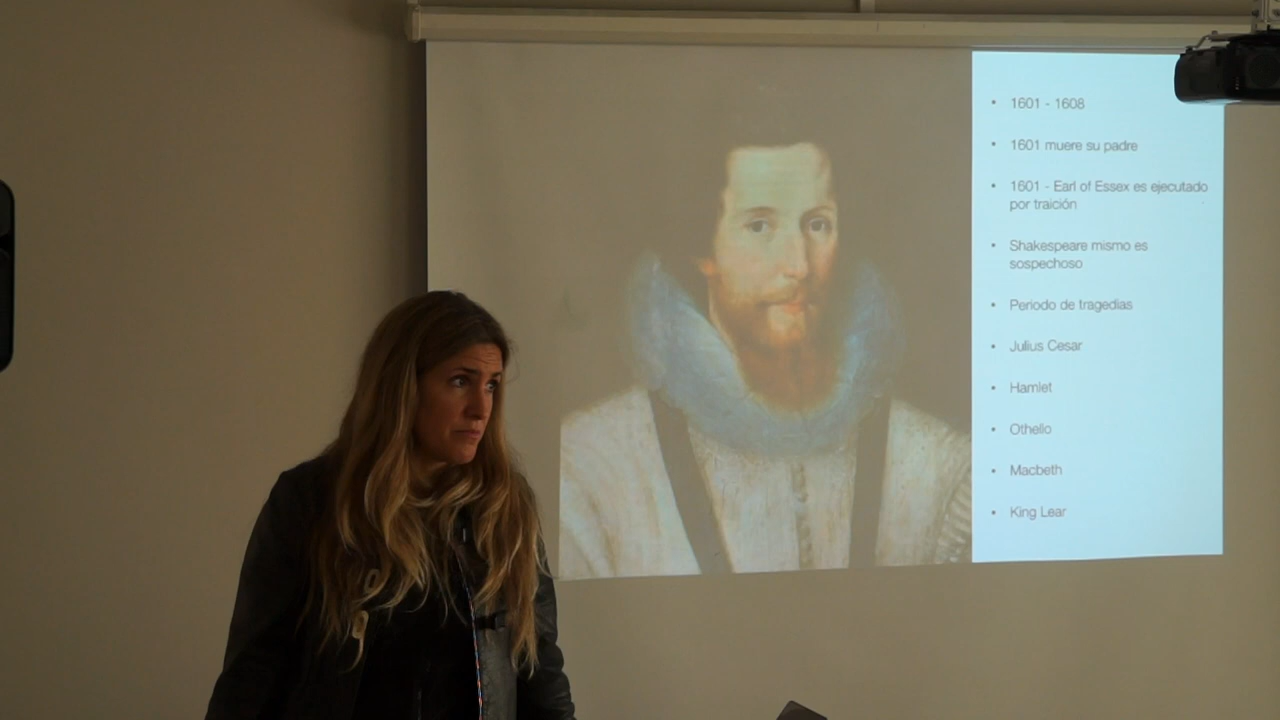 • 1601 - 1608
• 1601 muere su padre
• 1601 - Earl of Essex es ejecutado
por traición
• Shakespeare mismo es
sospechoso
• Periodo de tragedias
• Julius Cesar
• Hamlet
• Othello
• Macbeth
• King Lear